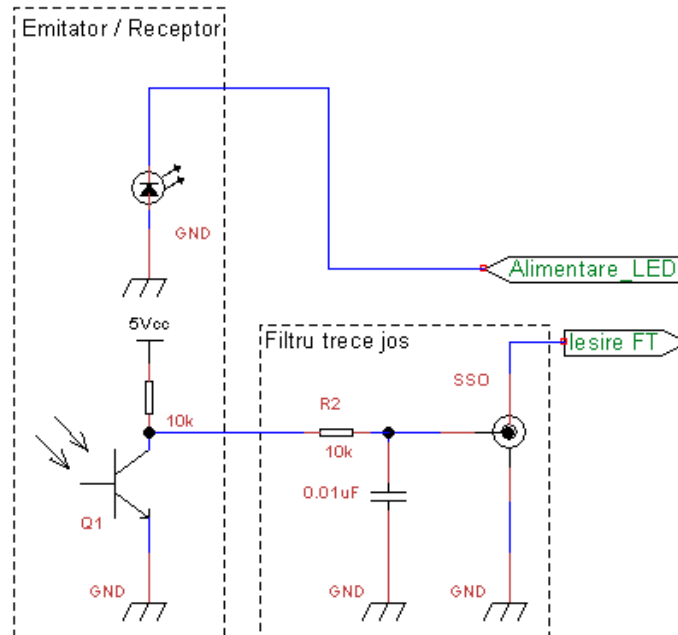 Emitator / Receptor
GND
Alimentare_LED
5Vcc
Filtru trece jos
Iesire FT
SSO
R2
10k
10k
0.01uF
Q1
GND
GND
GND